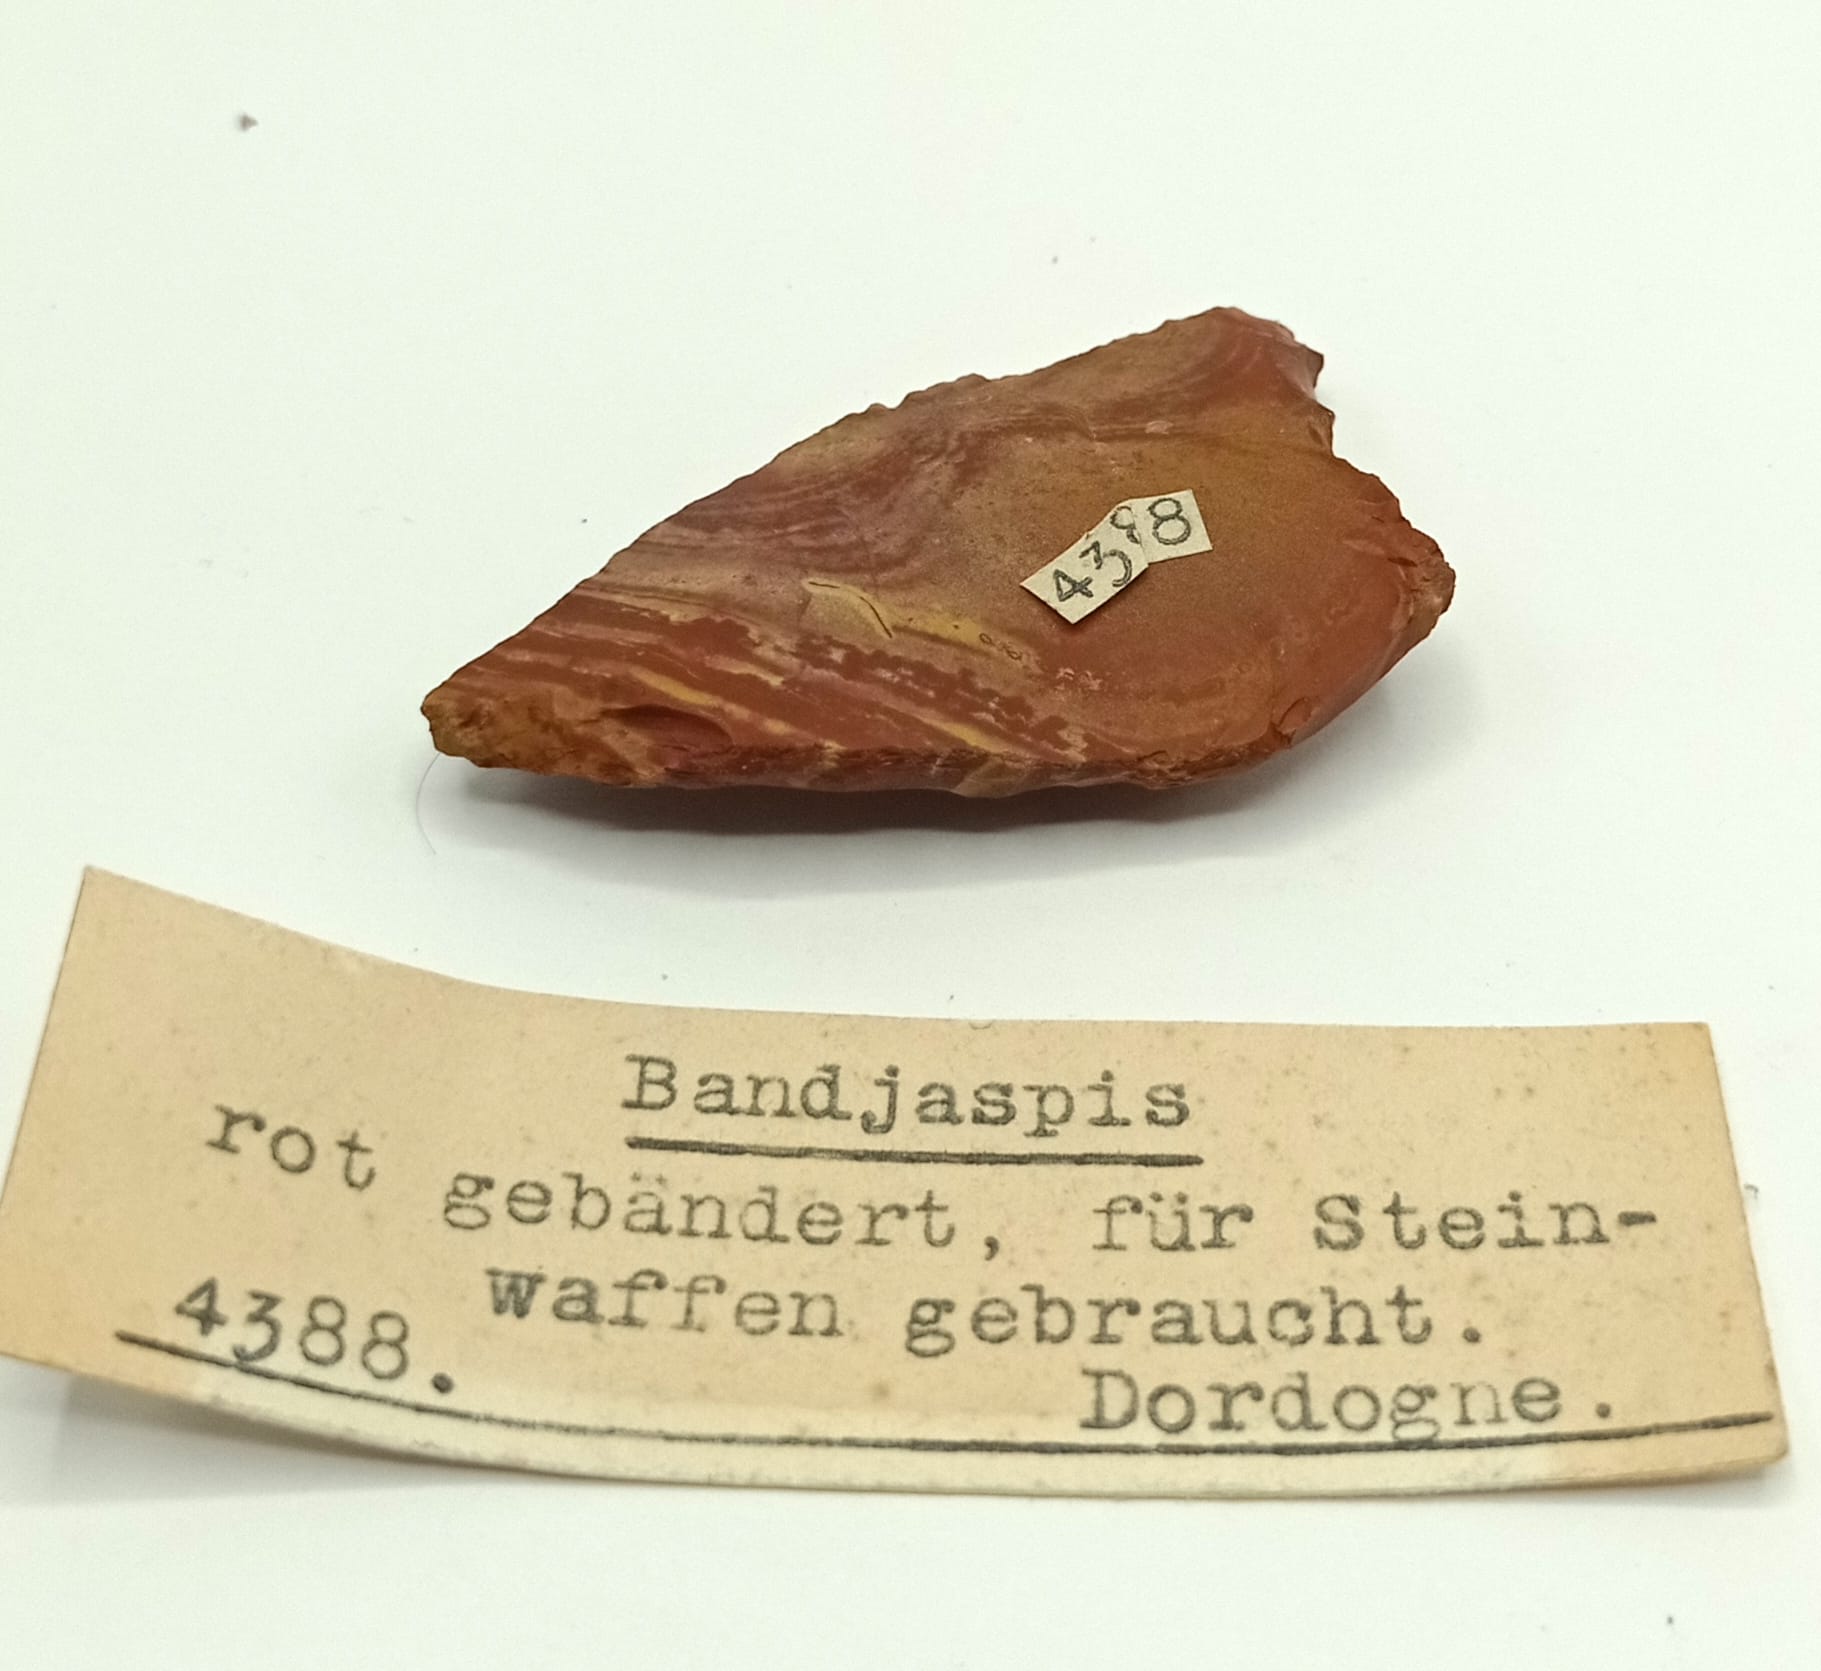 4388
Bandjaspis
rot gebändert, für Stein-
waffen gebraucht.
4388.
Dordogne.